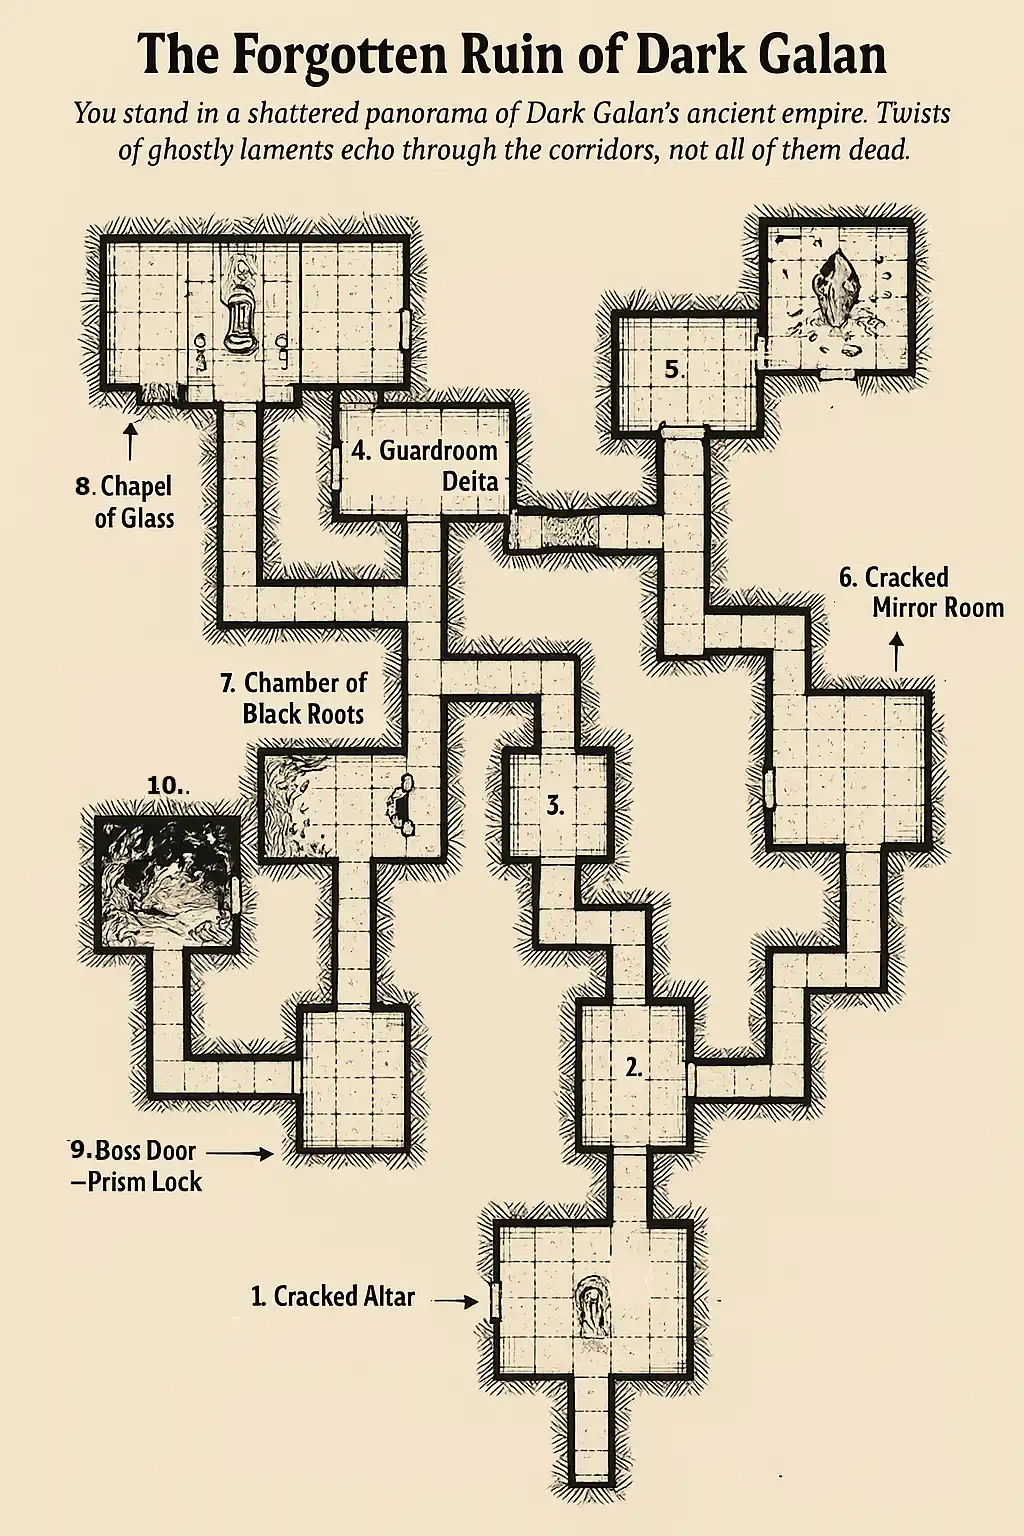 The Forgotten Ruin of Dark Galan
You stand in a shattered panorama of Dark Galan's ancient empire. Twists
of ghostly laments echo through the corridors, not all of them dead.
5.
4. Guardroom
Deita
8. Chapel
of Glass
6. Cracked
Mirror Room
7. Chamber of
Black Roots
10..
3.
2.
9. Boss Door
–Prism Lock
1. Cracked Altar